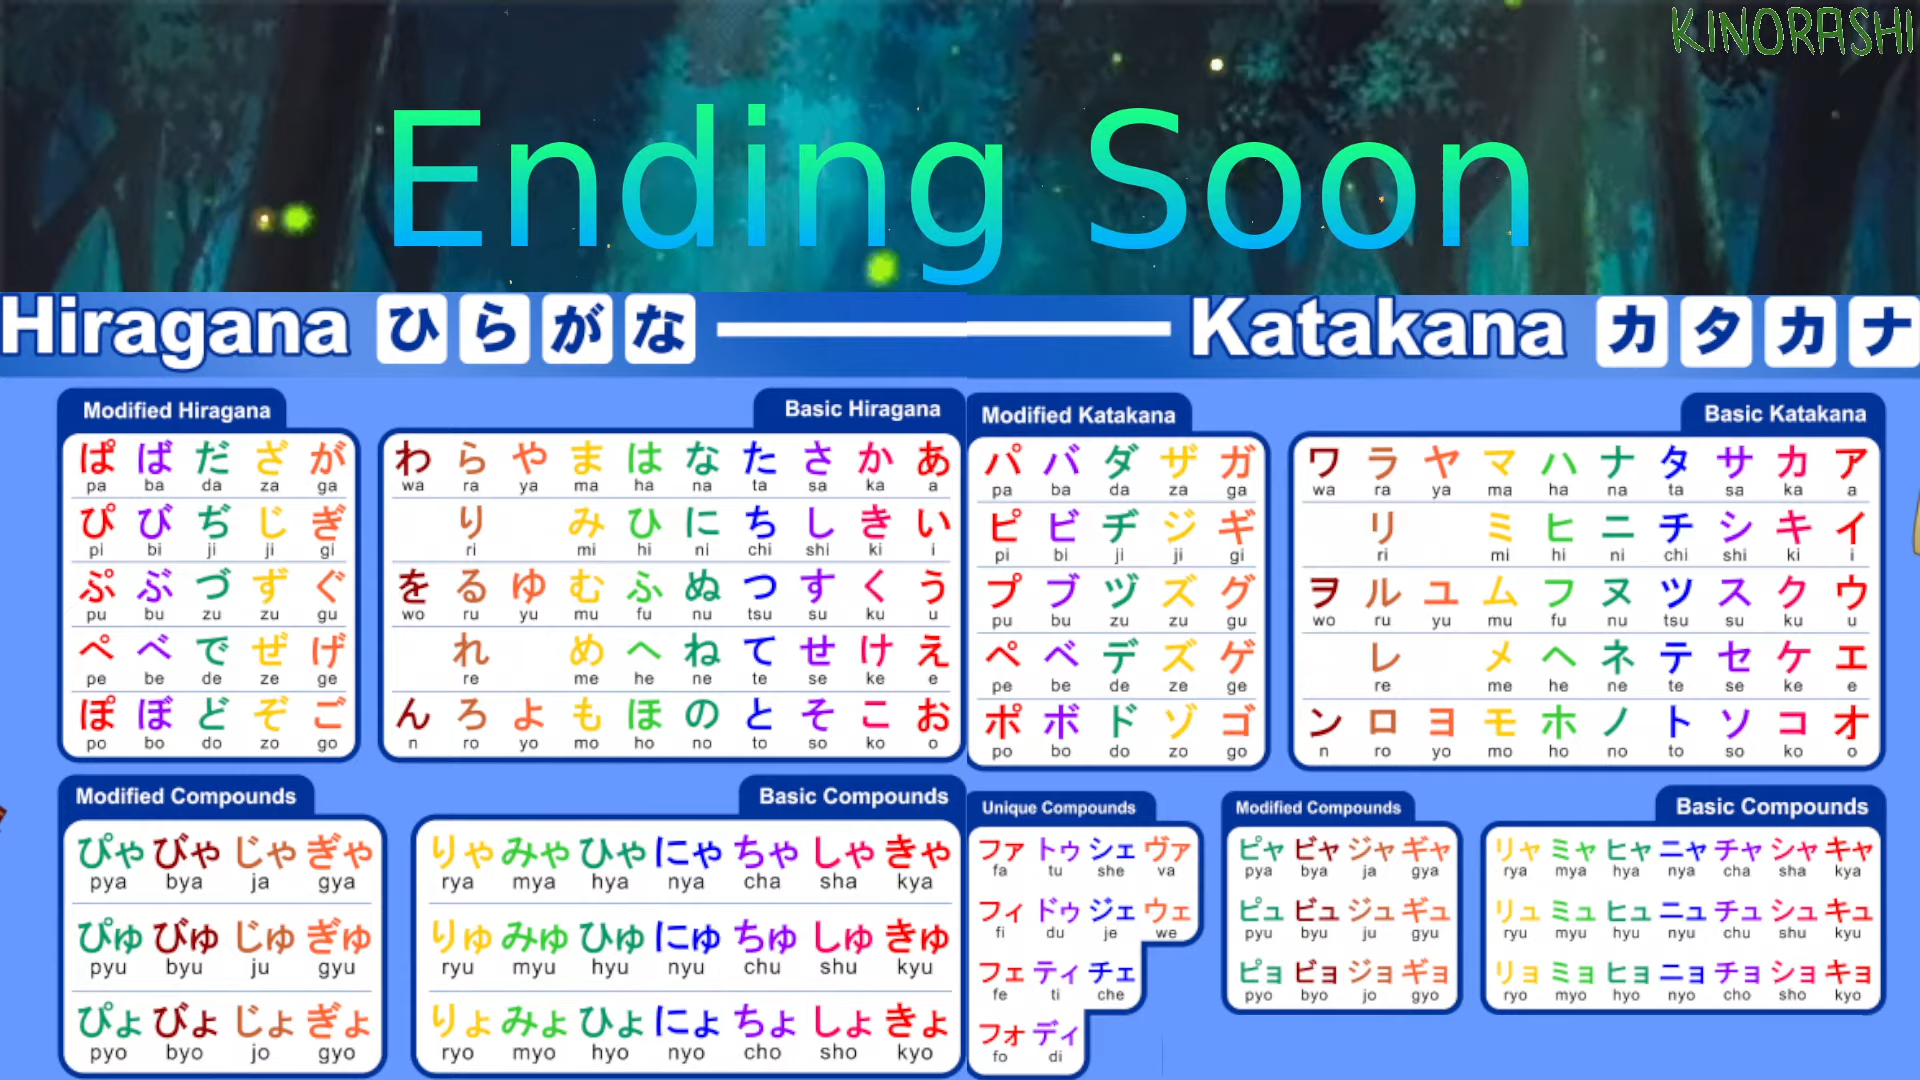 KINORASHI
Ending Soon
Hiragana ひらがな
Katakana カタカナ
Modified Hiragana
ぱ ば だ ざ が
pa ba da za ga
ぴ び ぢ じ ぎ
pi bi ji ji gi
ぷ ぶ づ ず ぐ
pu bu zu zu gu
ぺ べ で ぜ げ
pe be de ze ge
ぽ ぼ ど ぞ ご
po bo do zo go
Basic Hiragana
わ ら や ま は な た さ か あ
wa ra ya ma ha na ta sa ka a
り み ひ に ち し き い
ri mi hi ni chi shi ki i
を る ゆ む ふ ぬ つ す く う
wo ru yu mu fu nu tsu su ku u
れ め へ ね て せ け え
re me he ne te se ke e
ん ろ よ も ほ の と そ こ お
n ro yo mo ho no to so ko o
Modified Katakana
パ バ ダ ザ ガ
pa ba da za ga
ピ ビ ヂ ジ ギ
pi bi ji ji gi
プ ブ ヅ ズ グ
pu bu zu zu gu
ペ ベ デ ズ ゲ
pe be de ze ge
ポ ボ ド ゾ ゴ
po bo do zo go
Basic Katakana
ワ ラ ヤ マ ハ ナ タ サ カ ア
wa ra ya ma ha na ta sa ka a
リ ミ ヒ ニ チ シ キ イ
ri mi hi ni chi shi ki i
ヲ ル ユ ム フ ヌ ツ ス ク ウ
wo ru yu mu fu nu tsu su ku u
レ メ ヘ ネ テ セ ケ エ
re me he ne te se ke e
ン ロ ヨ モ ホ ノ ト ソ コ オ
n ro yo mo ho no to so ko o
Modified Compounds
ぴゃ びゃ じゃ ぎゃ
pya bya ja gya
ぴゅ びゅ じゅ ぎゅ
pyu byu ju gyu
ぴょ びょ じょ ぎょ
pyo byo jo gyo
Basic Compounds
りゃ みゃ ひゃ にゃ ちゃ しゃ きゃ
rya mya hya nya cha sha kya
りゅ みゅ ひゅ にゅ ちゅ しゅ きゅ
ryu myu hyu nyu chu shu kyu
りょ みょ ひょ にょ ちょ しょ きょ
ryo myo hyo nyo cho sho kyo
Unique Compounds
ファ トゥ シェ ヴァ
fa tu she va
フィ ドゥ ジェ ウェ
fi du je we
フェ ティ チェ
fe ti che
フォ ディ
fo di
Modified Compounds
ピャ ビャ ジャ ギャ
pya bya ja gya
ピュ ビュ ジュ ギュ
pyu byu ju gyu
ピョ ビョ ジョ ギョ
pyo byo jo gyo
Basic Compounds
リャ ミャ ヒャ ニャ チャ シャ キャ
rya mya hya nya cha sha kya
リュ ミュ ヒュ ニュ チュ シュ キュ
ryu myu hyu nyu chu shu kyu
リョ ミョ ヒョ ニョ チョ ショ キョ
ryo myo hyo nyo cho sho kyo